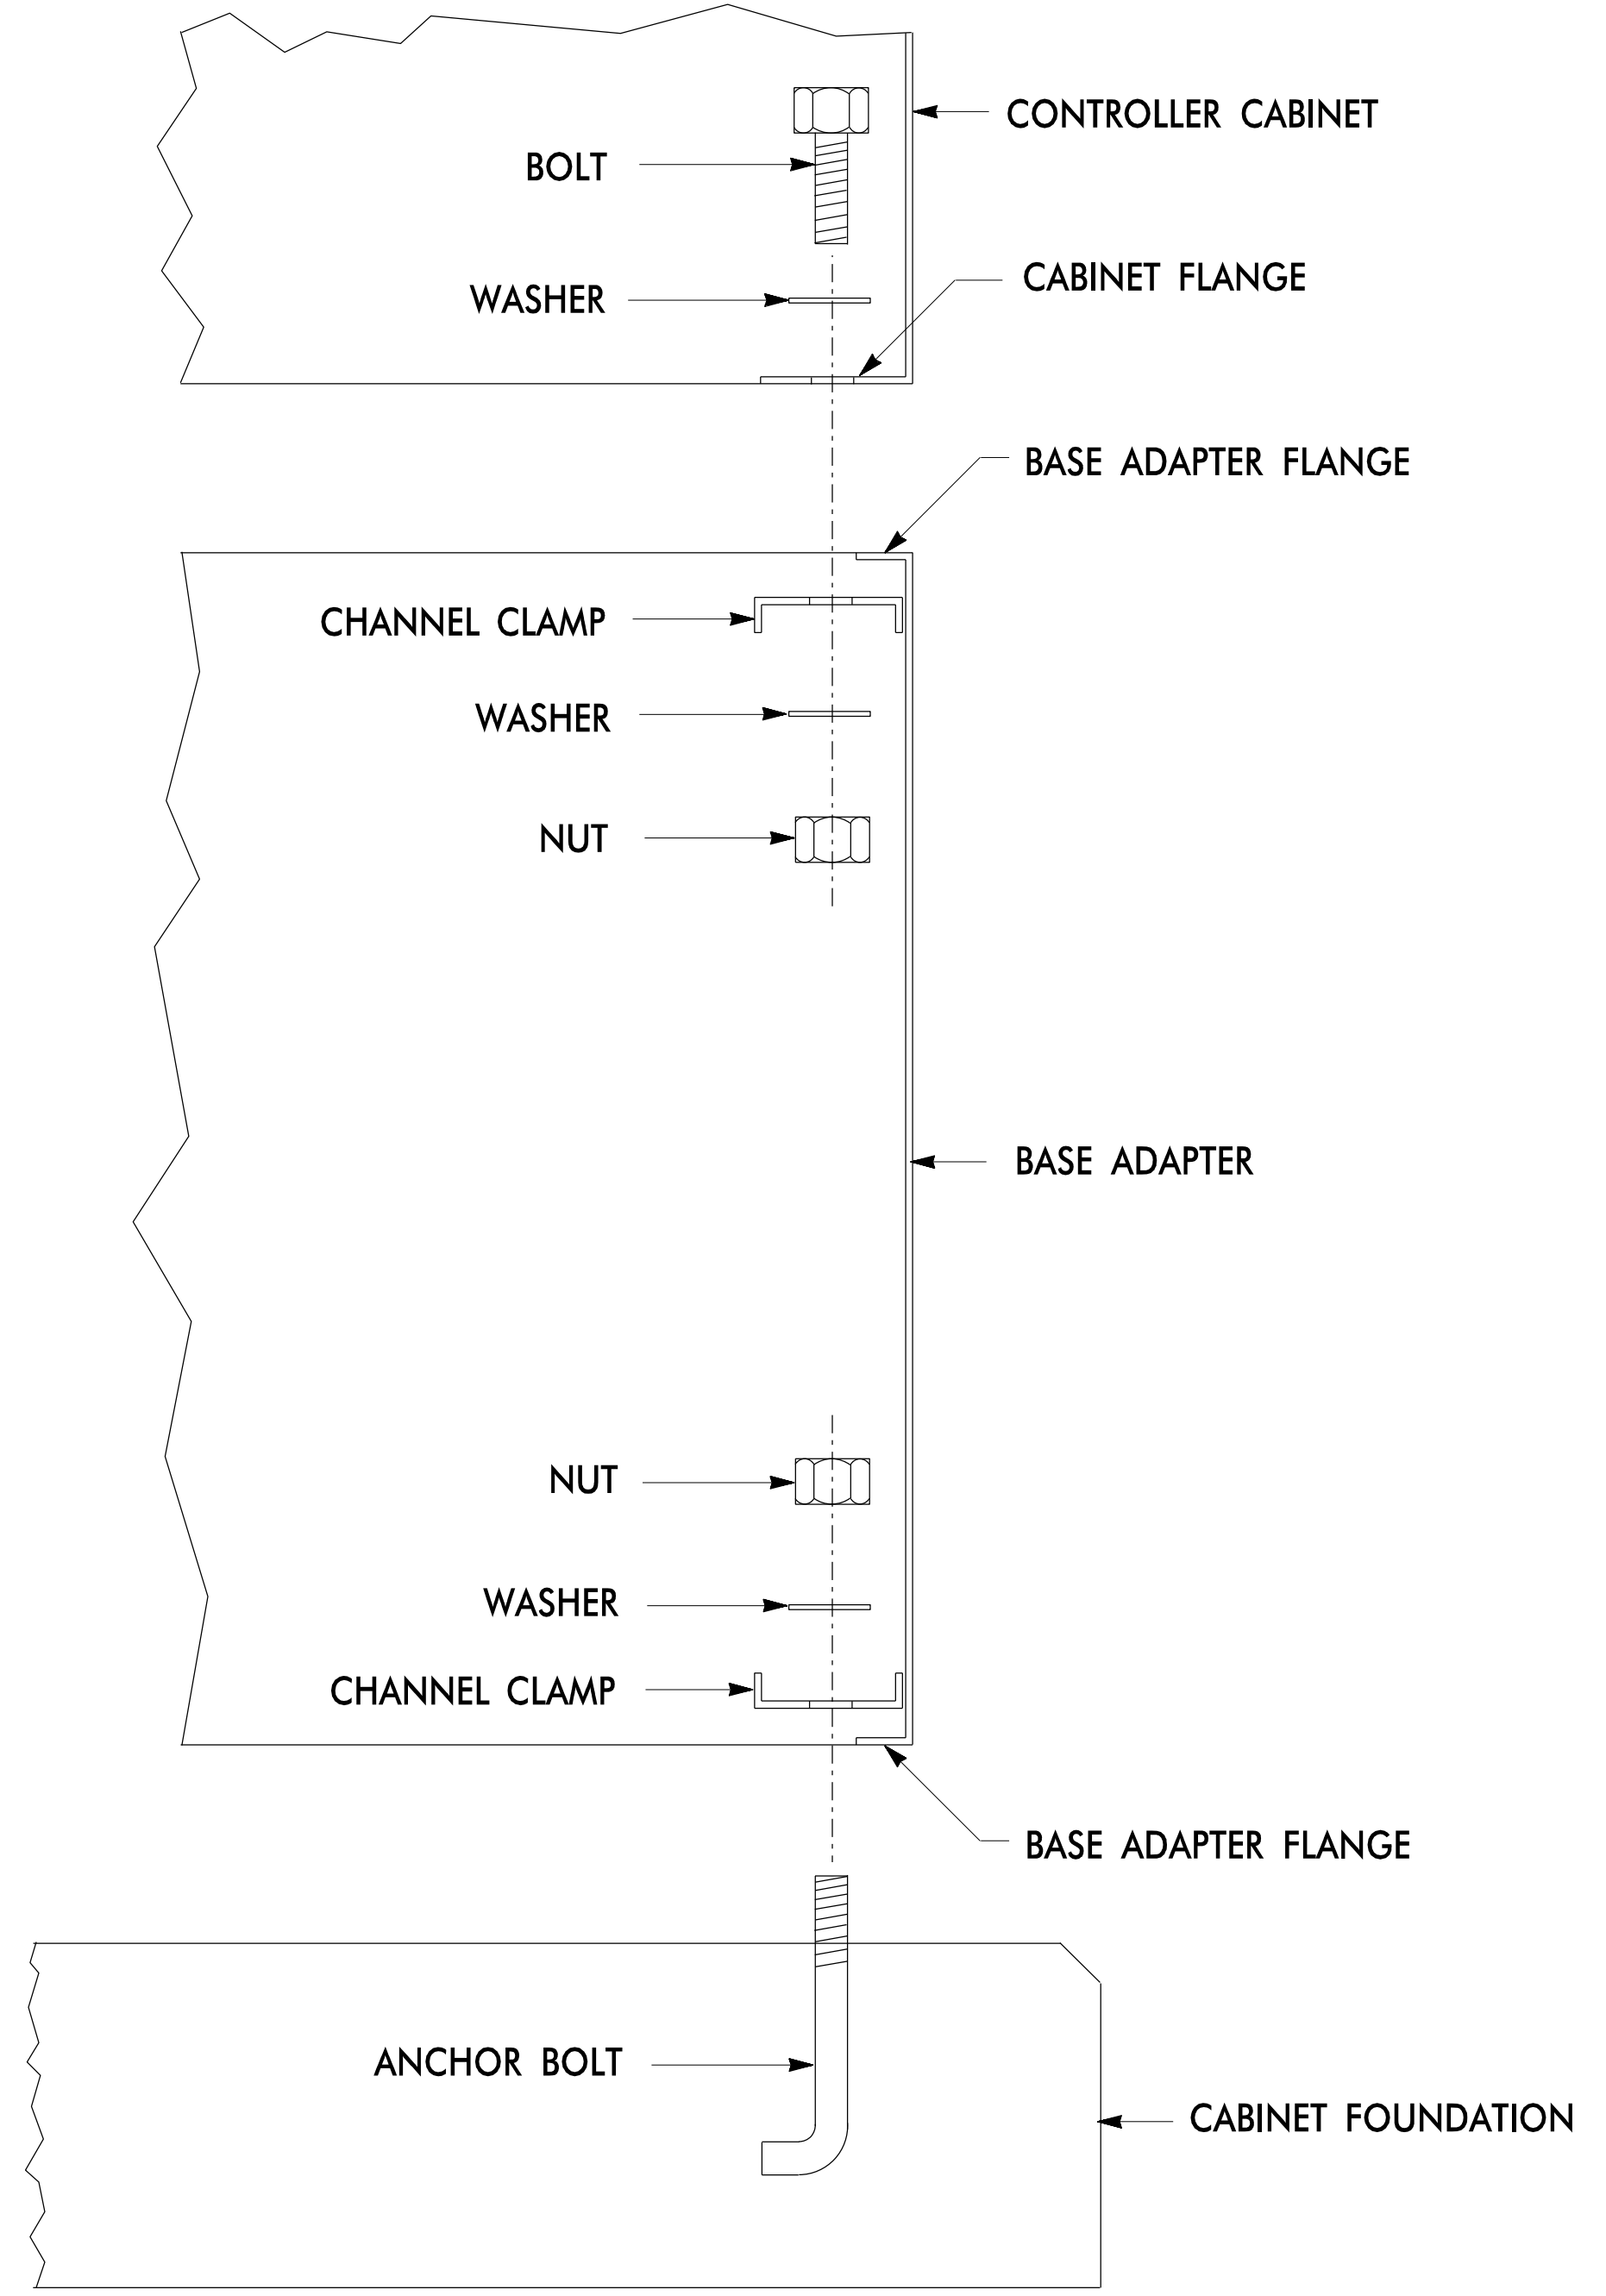 CONTROLLER CABINET
BOLT
CABINET FLANGE
WASHER
BASE ADAPTER FLANGE
CHANNEL CLAMP
WASHER
NUT
BASE ADAPTER
NUT
WASHER
CHANNEL CLAMP
BASE ADAPTER FLANGE
ANCHOR BOLT
CABINET FOUNDATION